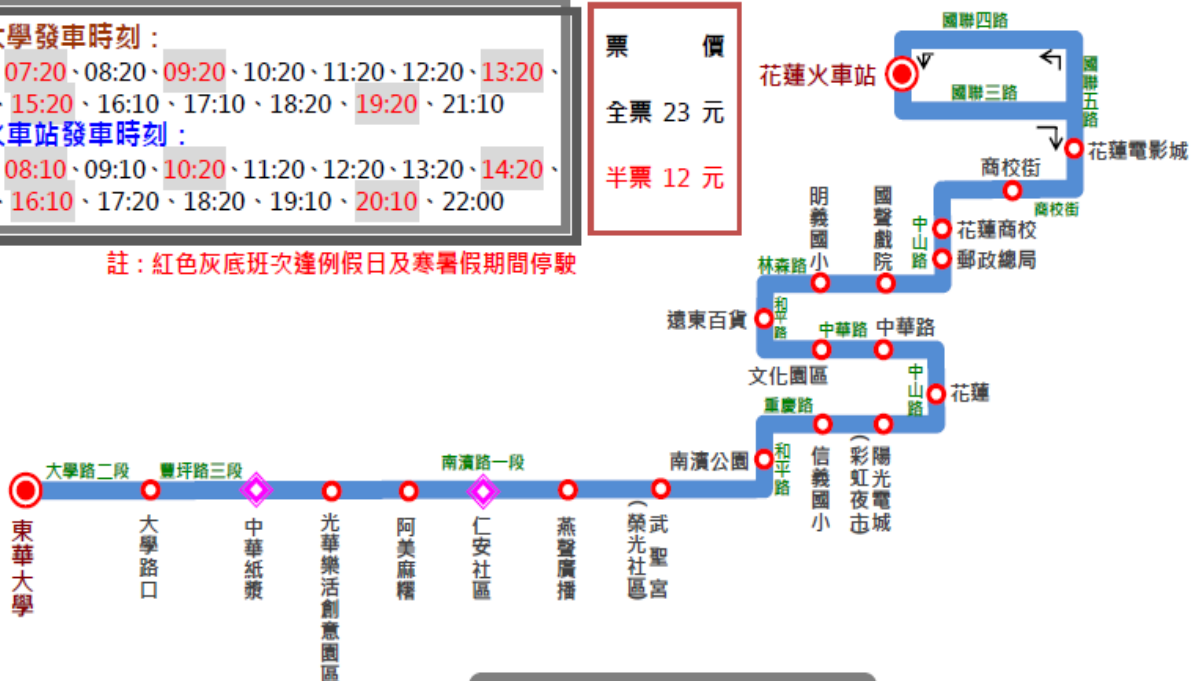 大學發車時刻：
07:20、08:20、09:20、10:20、11:20、12:20、13:20、
、15:20、16:10、17:10、18:20、19:20、21:10
火車站發車時刻：
08:10、09:10、10:20、11:20、12:20、13:20、14:20、
、16:10、17:20、18:20、19:10、20:10、22:00
註：紅色灰底班次逢例假日及寒暑假期間停駛
票 價
全票 23 元
半票 12 元
國聯四路
花蓮火車站
國聯三路
國聯五路
花蓮電影城
商校街
商校街
中山路
花蓮商校
郵政總局
國聲戲院
明義國小
林森路
和平路
遠東百貨
中華路
中華路
文化園區
中山路
花蓮
重慶路
陽光電城
(彩虹夜市)
信義國小
和平路
南濱公園
南濱路一段
武聖宮
(榮光社區)
燕聲廣播
仁安社區
阿美麻糬
光華樂活創意園區
中華紙漿
豐坪路三段
大學路口
大學路二段
東華大學